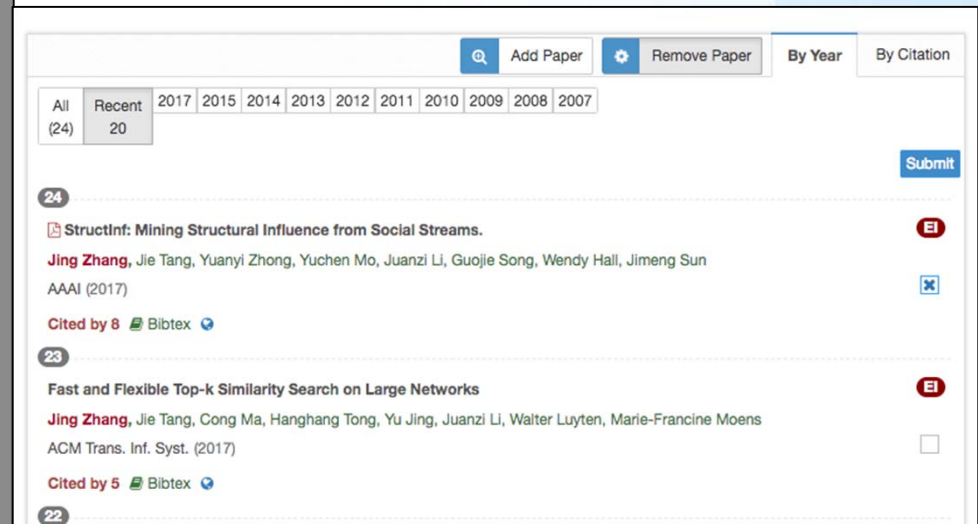 Add Paper Remove Paper By Year By Citation
All (24) Recent 20 2017 2015 2014 2013 2012 2011 2010 2009 2008 2007
Submit
24
StructInf: Mining Structural Influence from Social Streams. EI
Jing Zhang, Jie Tang, Yuanyi Zhong, Yuchen Mo, Juanzi Li, Guojie Song, Wendy Hall, Jimeng Sun
AAAI (2017)
Cited by 8 Bibtex
23
Fast and Flexible Top-k Similarity Search on Large Networks EI
Jing Zhang, Jie Tang, Cong Ma, Hanghang Tong, Yu Jing, Juanzi Li, Walter Luyten, Marie-Francine Moens
ACM Trans. Inf. Syst. (2017)
Cited by 5 Bibtex
22